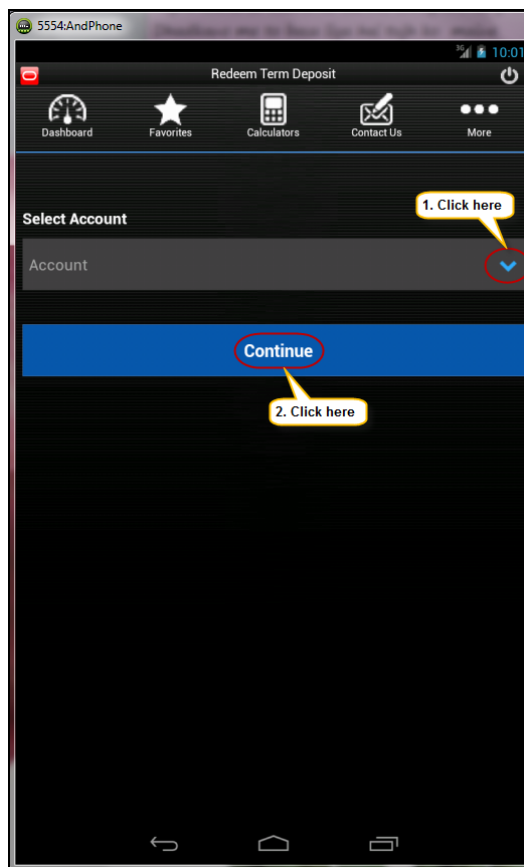 5554:AndPhone
3G 10:01
Redeem Term Deposit
Dashboard Favorites Calculators Contact Us More
1. Click here
Select Account
Account
Continue
2. Click here